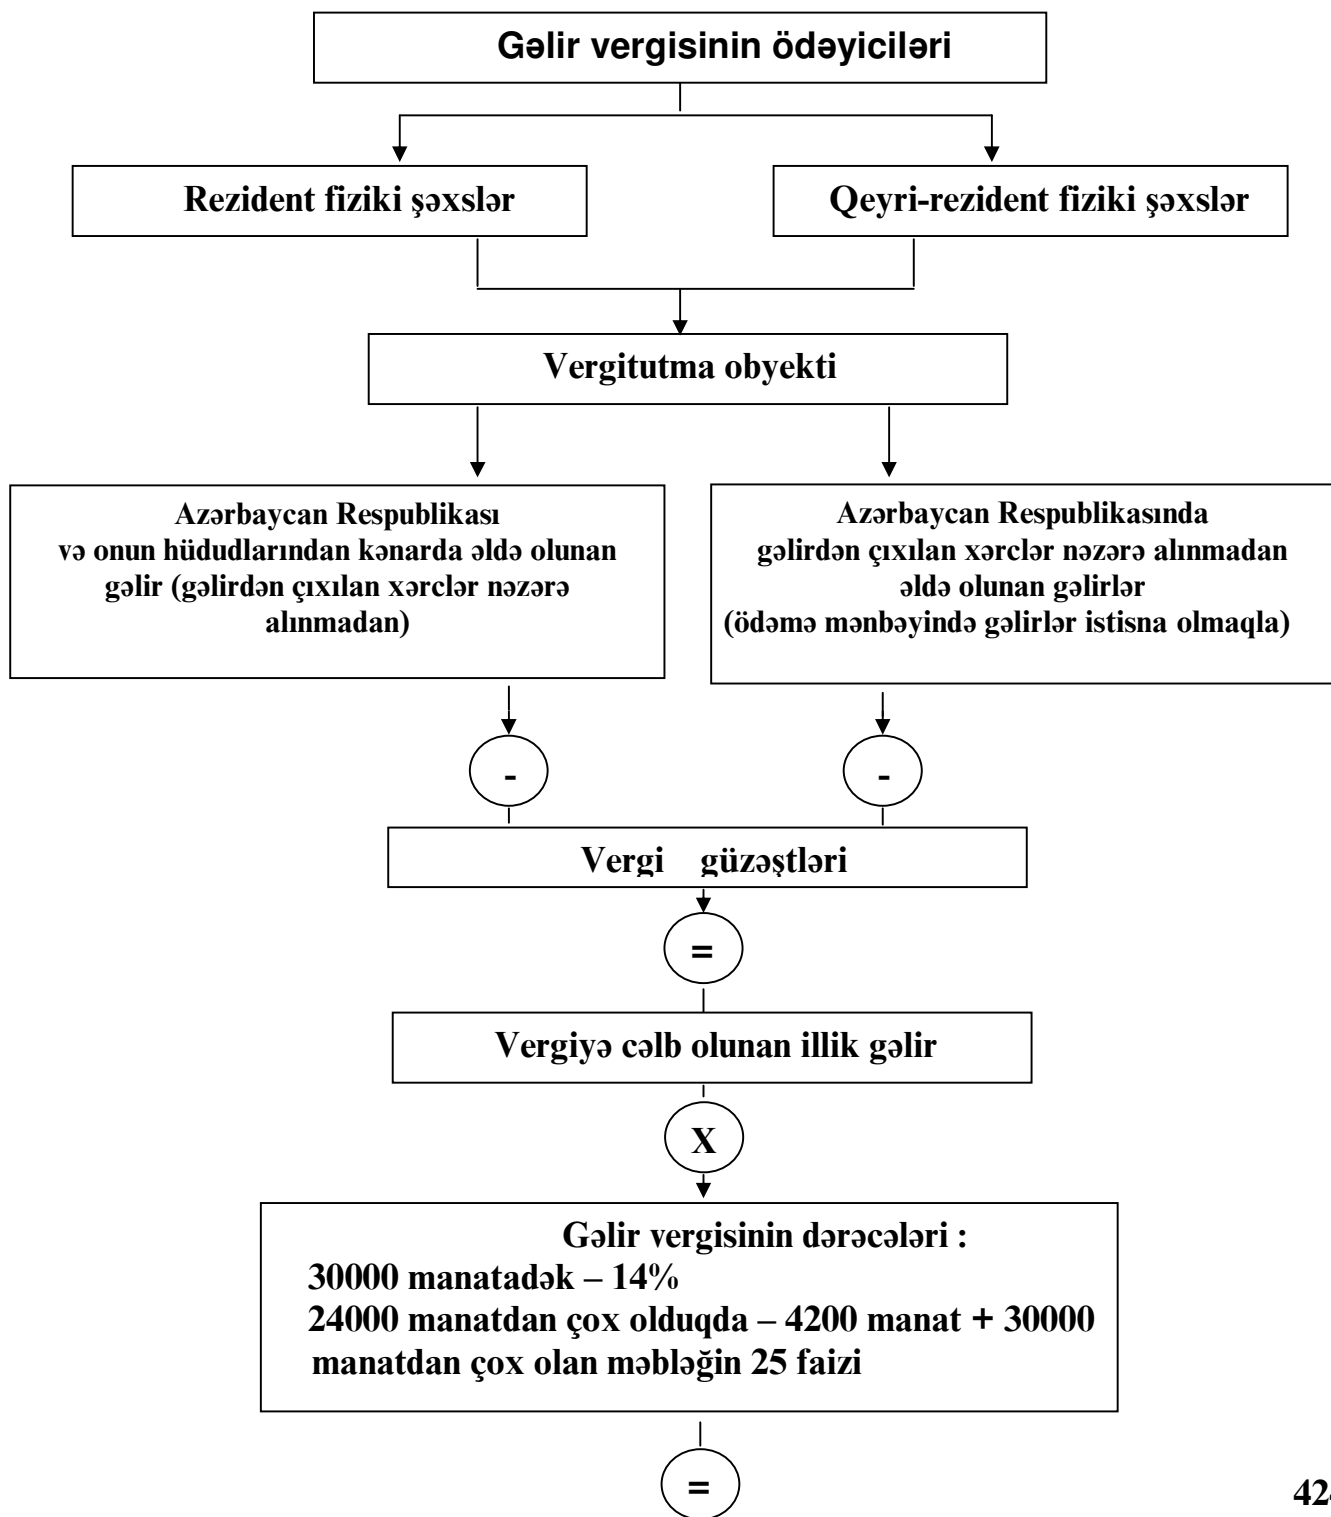 Gəlir vergisinin ödəyiciləri
Rezident fiziki şəxslər
Qeyri-rezident fiziki şəxslər
Vergitutma obyekti
Azərbaycan Respublikası
və onun hüdudlarından kənarda əldə olunan
gəlir (gəlirdən çıxılan xərclər nəzərə
alınmadan)
Azərbaycan Respublikasında
gəlirdən çıxılan xərclər nəzərə alınmadan
əldə olunan gəlirlər
(ödəmə mənbəyində gəlirlər istisna olmaqla)
-
-
Vergi güzəştləri
=
Vergiyə cəlb olunan illik gəlir
X
Gəlir vergisinin dərəcələri :
30000 manatadək – 14%
24000 manatdan çox olduqda – 4200 manat + 30000
manatdan çox olan məbləğin 25 faizi
=